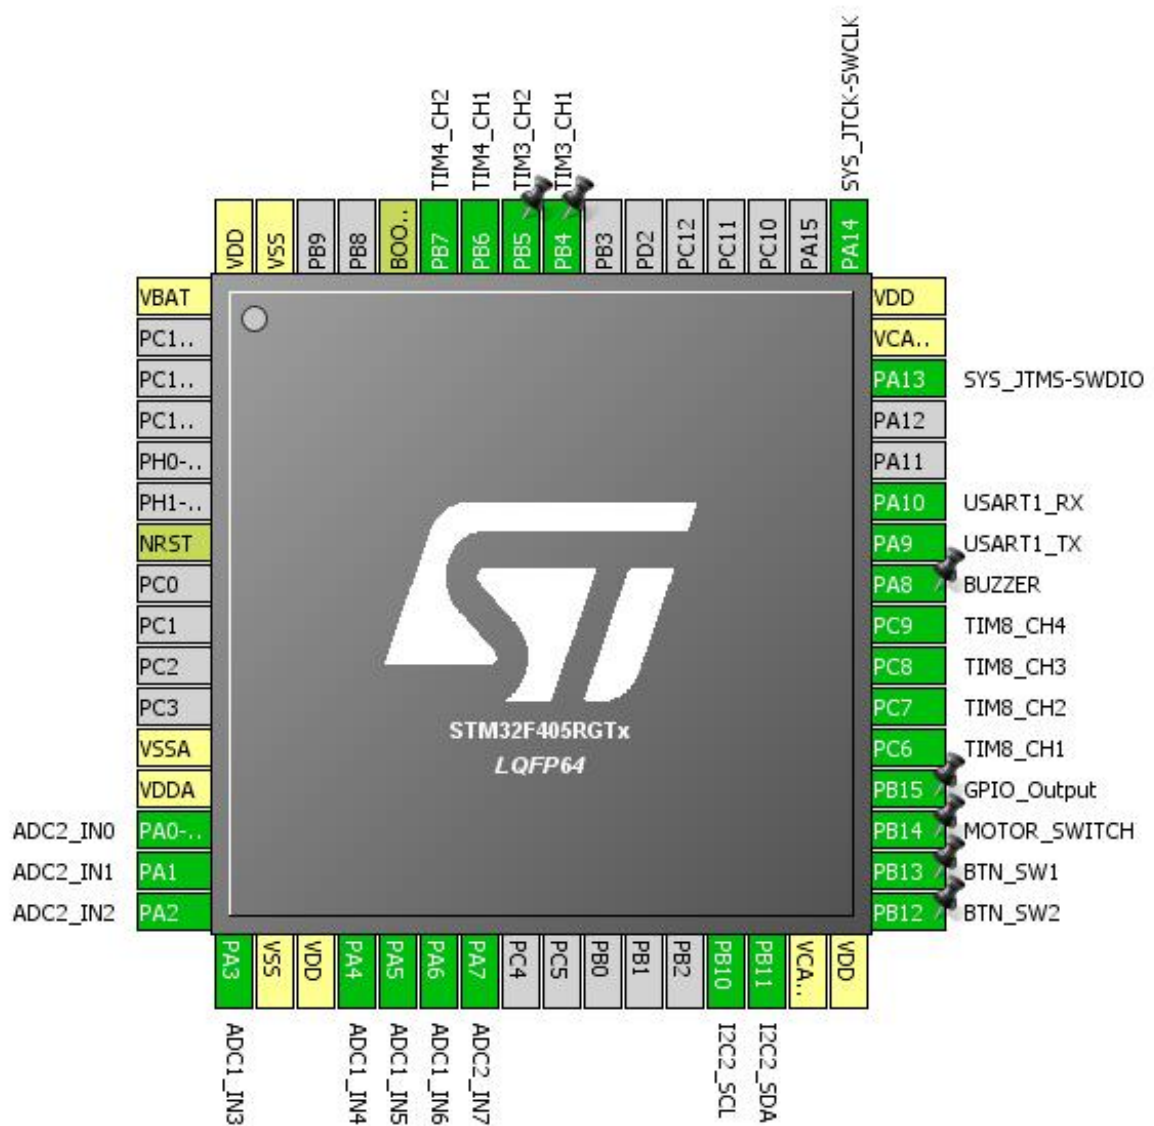 TIM4_CH2
TIM4_CH1
TIM3_CH2
TIM3_CH1
SYS_JTCK-SWCLK
VDD
VSS
PB9
PB8
BOO..
PB7
PB6
PB5
PB4
PB3
PD2
PC12
PC11
PC10
PA15
PA14
VBAT
PC1..
PC1..
PC1..
PH0-..
PH1-..
NRST
PC0
PC1
PC2
PC3
VSSA
VDDA
ADC2_IN0 PA0-..
ADC2_IN1 PA1
ADC2_IN2 PA2
ST
STM32F405RGTx
LQFP64
VDD
VCA..
PA13 SYS_JTMS-SWDIO
PA12
PA11
PA10 USART1_RX
PA9 USART1_TX
PA8 BUZZER
PC9 TIM8_CH4
PC8 TIM8_CH3
PC7 TIM8_CH2
PC6 TIM8_CH1
PB15 GPIO_Output
PB14 MOTOR_SWITCH
PB13 BTN_SW1
PB12 BTN_SW2
PA3
VSS
VDD
PA4
PA5
PA6
PA7
PC4
PC5
PB0
PB1
PB2
PB10
PB11
VCA..
VDD
ADC1_IN3
ADC1_IN4
ADC1_IN5
ADC1_IN6
ADC2_IN7
I2C2_SCL
I2C2_SDA